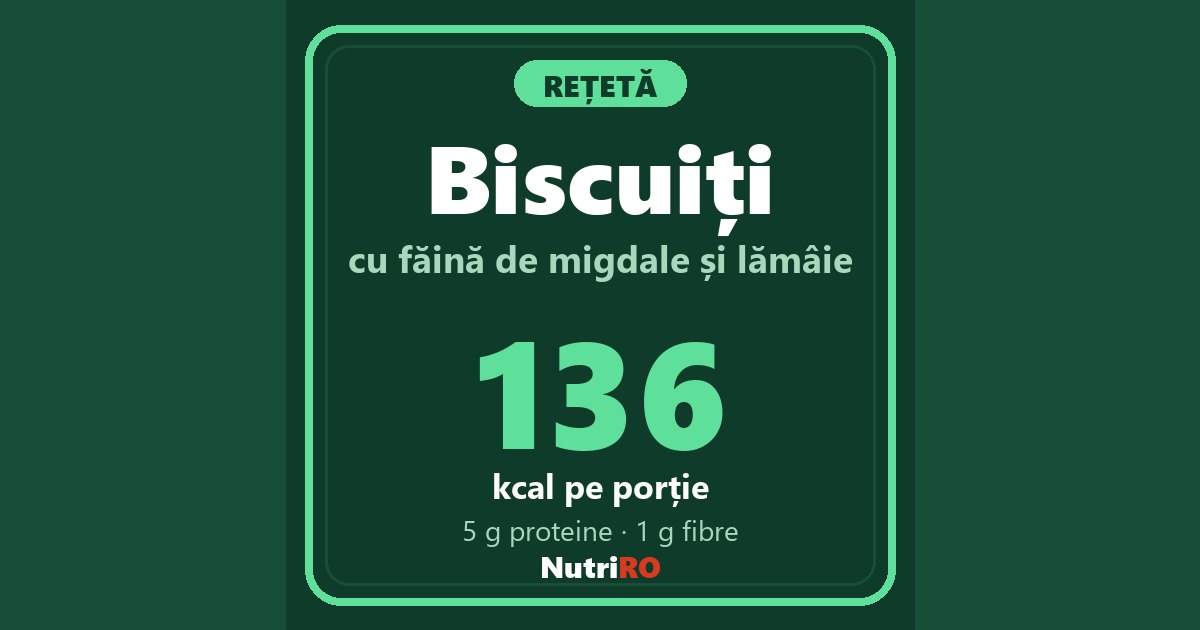 REȚETĂ
Biscuiți
cu făină de migdale și lămâie
136
kcal pe porție
5 g proteine · 1 g fibre
NutriRO